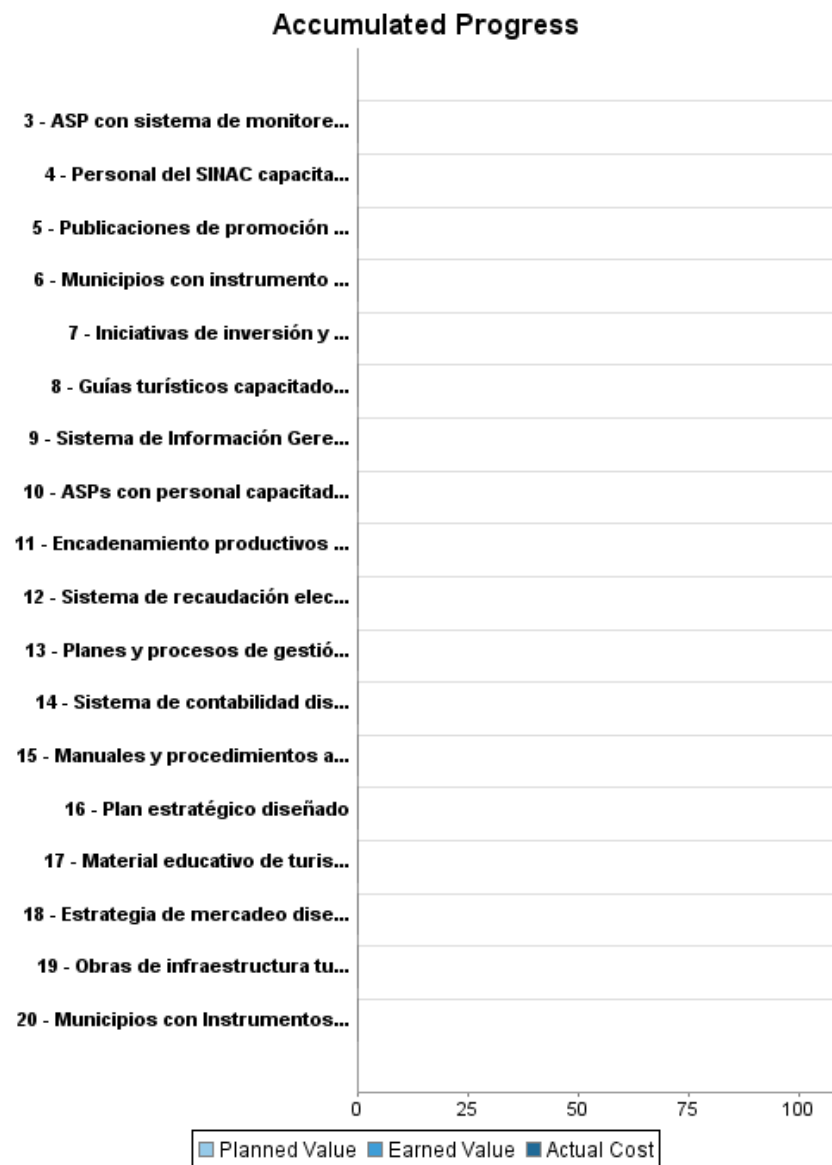 Accumulated Progress
3 - ASP con sistema de monitore...
4 - Personal del SINAC capacita...
5 - Publicaciones de promoción ...
6 - Municipios con instrumento ...
7 - Iniciativas de inversión y ...
8 - Guías turísticos capacitado...
9 - Sistema de Información Gere...
10 - ASPs con personal capacitad...
11 - Encadenamiento productivos ...
12 - Sistema de recaudación elec...
13 - Planes y procesos de gestió...
14 - Sistema de contabilidad dis...
15 - Manuales y procedimientos a...
16 - Plan estratégico diseñado
17 - Material educativo de turis...
18 - Estrategia de mercadeo dise...
19 - Obras de infraestructura tu...
20 - Municipios con Instrumentos...
0 25 50 75 100
Planned Value Earned Value Actual Cost